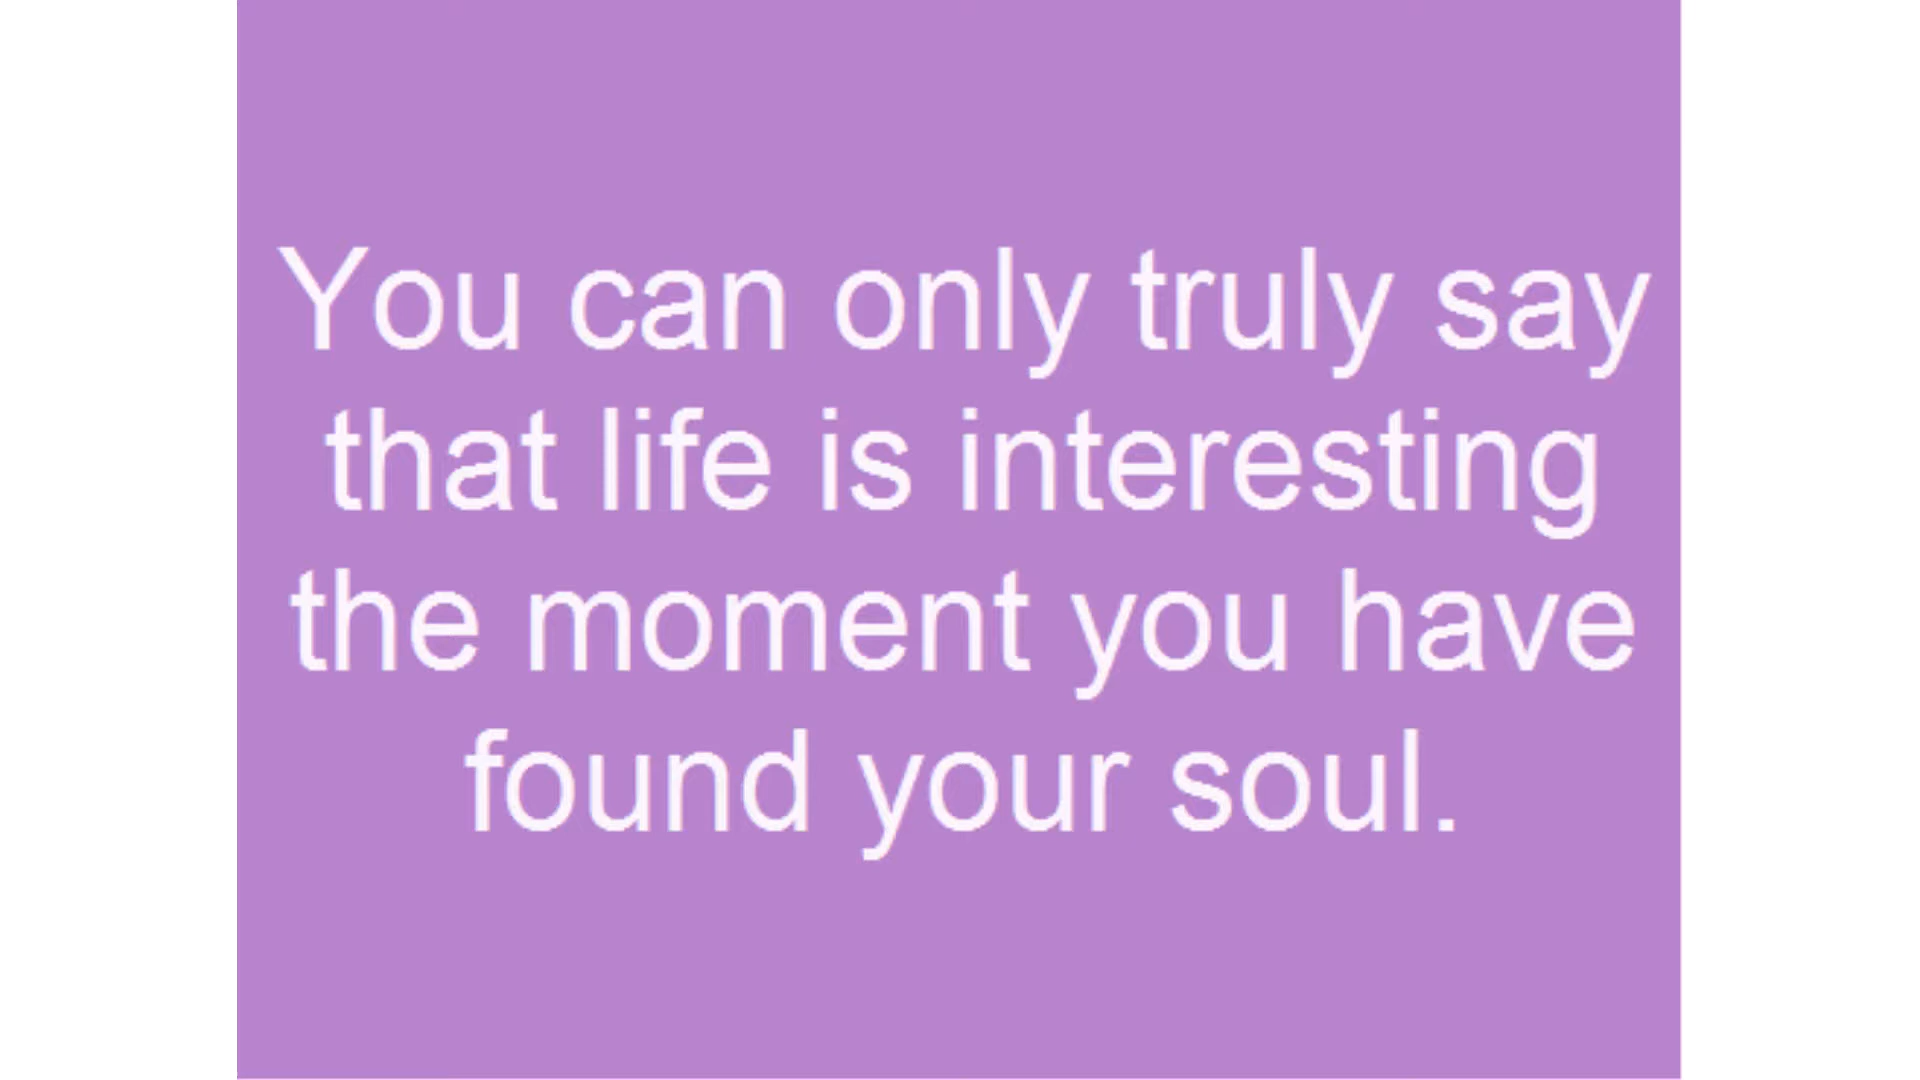 You can only truly say
that life is interesting
the moment you have
found your soul.